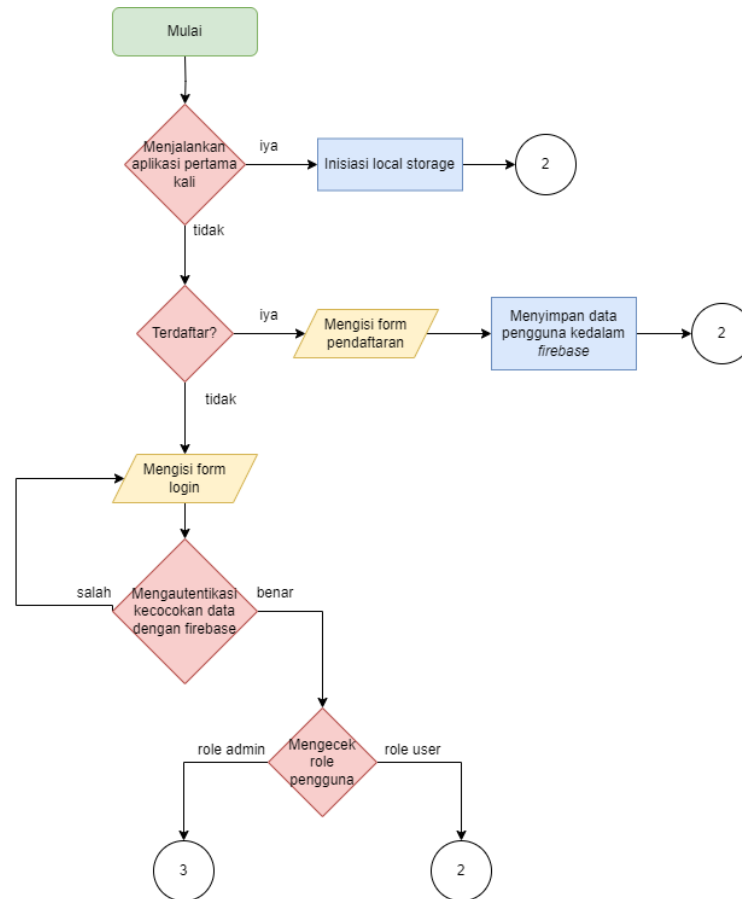 Mulai
Menjalankan
aplikasi pertama
kali
iya
Inisiasi local storage
2
tidak
Terdaftar?
iya
Mengisi form
pendaftaran
Menyimpan data
pengguna kedalam
firebase
2
tidak
Mengisi form
login
salah
Mengautentikasi
kecocokan data
dengan firebase
benar
role admin
Mengecek
role
pengguna
role user
3
2